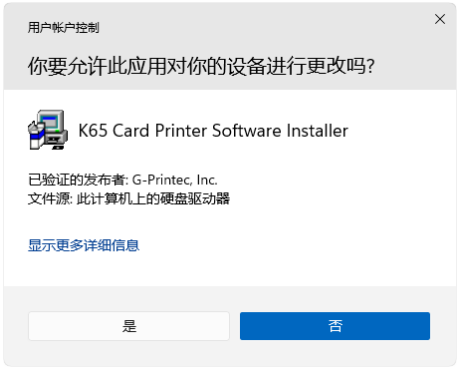 用户帐户控制
你要允许此应用对你的设备进行更改吗?
K65 Card Printer Software Installer
已验证的发布者: G-Printec, Inc.
文件源: 此计算机上的硬盘驱动器
显示更多详细信息
是
否